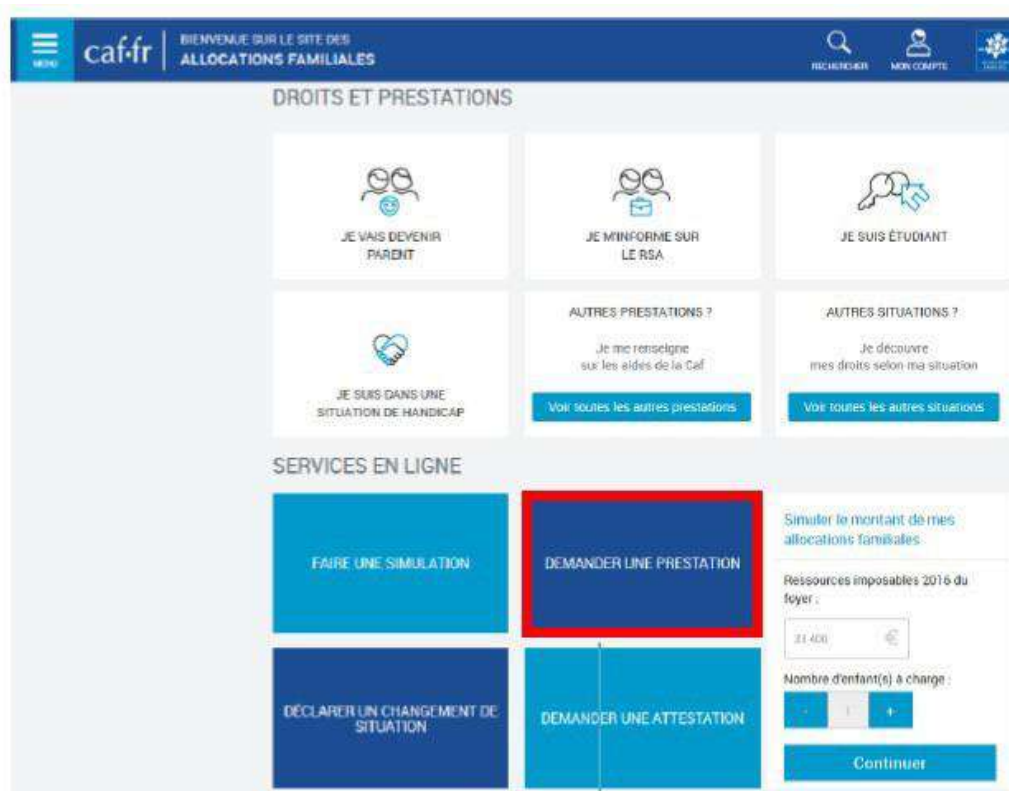 MENU
caf.fr
BIENVENUE SUR LE SITE DES
ALLOCATIONS FAMILIALES
RECHERCHER
MON COMPTE
DROITS ET PRESTATIONS
JE VAIS DEVENIR
PARENT
JE M'INFORME SUR
LE RSA
JE SUIS ÉTUDIANT
JE SUIS DANS UNE
SITUATION DE HANDICAP
AUTRES PRESTATIONS ?
Je me renseigne
sur les aides de la Caf
Voir toutes les autres prestations
AUTRES SITUATIONS ?
Je découvre
mes droits selon ma situation
Voir toutes les autres situations
SERVICES EN LIGNE
FAIRE UNE SIMULATION
DEMANDER UNE PRESTATION
DÉCLARER UN CHANGEMENT DE
SITUATION
DEMANDER UNE ATTESTATION
Simuler le montant de mes
allocations familiales
Ressources imposables 2016 du
foyer :
€
Nombre d'enfant(s) à charge :
- 1 +
Continuer